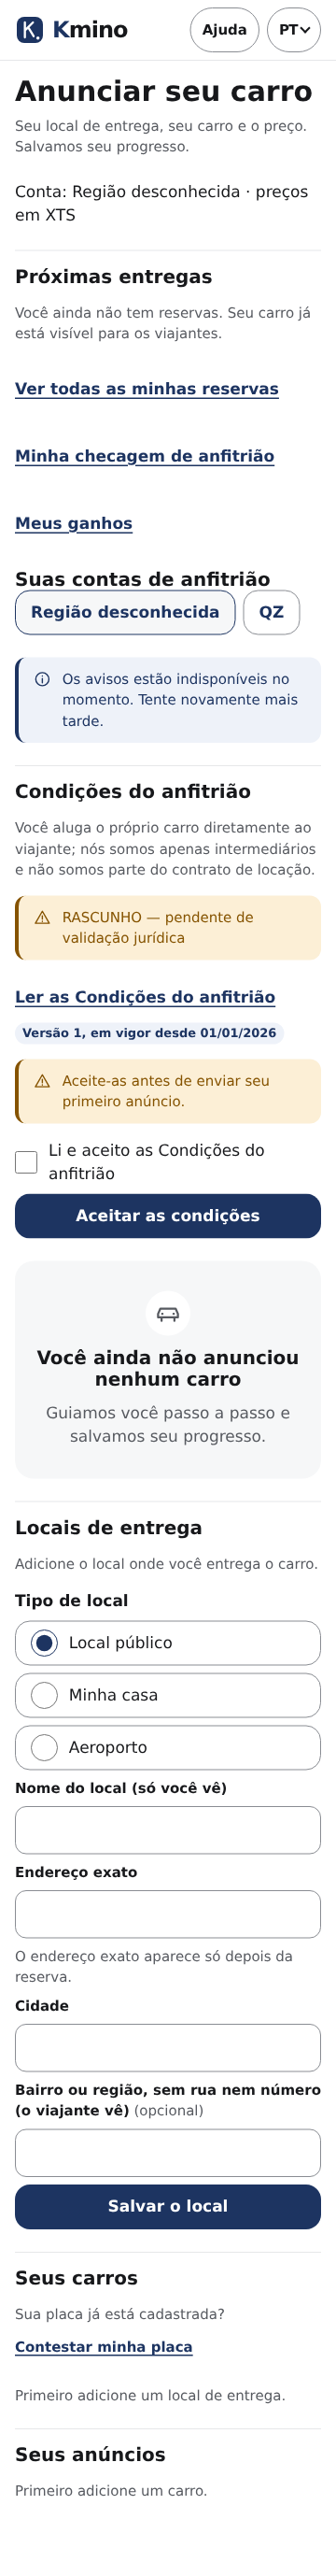 Kmino
Ajuda
PT
Anunciar seu carro
Seu local de entrega, seu carro e o preço.
Salvamos seu progresso.
Conta: Região desconhecida · preços
em XTS
Próximas entregas
Você ainda não tem reservas. Seu carro já
está visível para os viajantes.
Ver todas as minhas reservas
Minha checagem de anfitrião
Meus ganhos
Suas contas de anfitrião
Região desconhecida
QZ
Os avisos estão indisponíveis no
momento. Tente novamente mais
tarde.
Condições do anfitrião
Você aluga o próprio carro diretamente ao
viajante; nós somos apenas intermediários
e não somos parte do contrato de locação.
RASCUNHO — pendente de
validação jurídica
Ler as Condições do anfitrião
Versão 1, em vigor desde 01/01/2026
Aceite-as antes de enviar seu
primeiro anúncio.
Li e aceito as Condições do
anfitrião
Aceitar as condições
Você ainda não anunciou
nenhum carro
Guiamos você passo a passo e
salvamos seu progresso.
Locais de entrega
Adicione o local onde você entrega o carro.
Tipo de local
Local público
Minha casa
Aeroporto
Nome do local (só você vê)
Endereço exato
O endereço exato aparece só depois da
reserva.
Cidade
Bairro ou região, sem rua nem número
(o viajante vê) (opcional)
Salvar o local
Seus carros
Sua placa já está cadastrada?
Contestar minha placa
Primeiro adicione um local de entrega.
Seus anúncios
Primeiro adicione um carro.